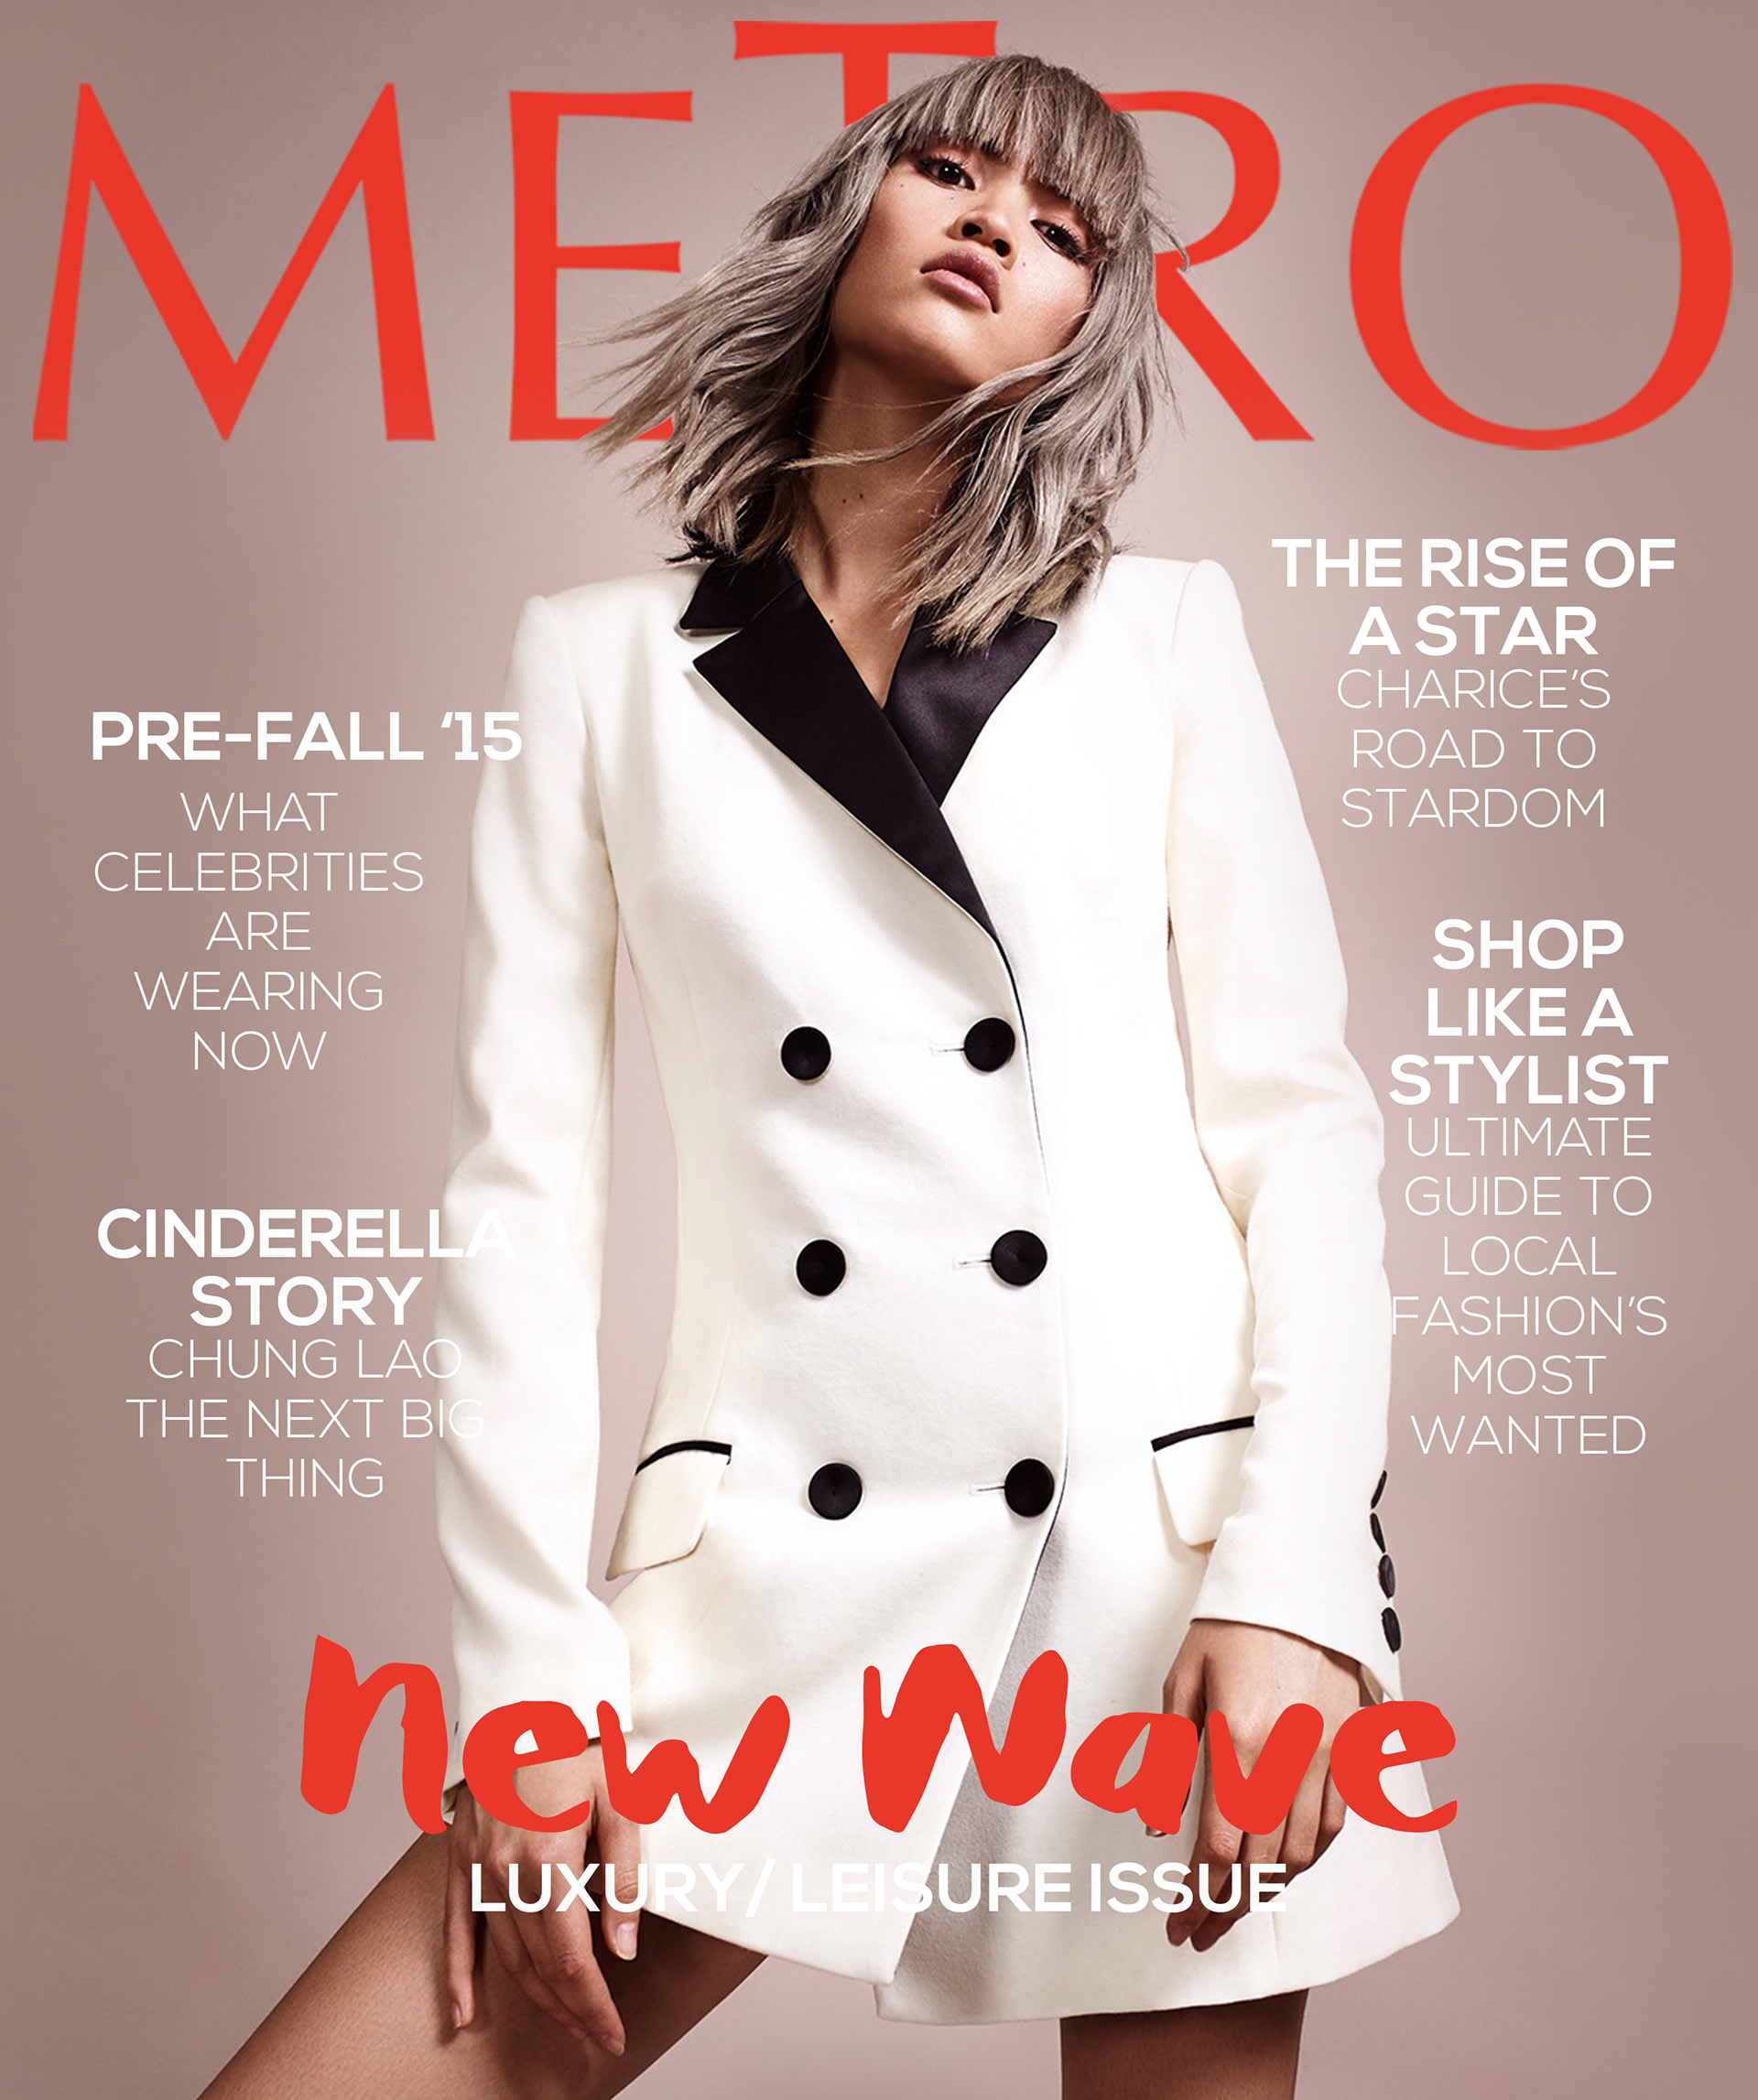 METRO
THE RISE OF
A STAR
CHARICE'S
ROAD TO
STARDOM
PRE-FALL '15
WHAT
CELEBRITIES
ARE
WEARING
NOW
SHOP
LIKE A
STYLIST
ULTIMATE
GUIDE TO
LOCAL
FASHION'S
MOST
WANTED
CINDERELLA
STORY
CHUNG LAO
THE NEXT BIG
THING
New Wave
LUXURY/ LEISURE ISSUE